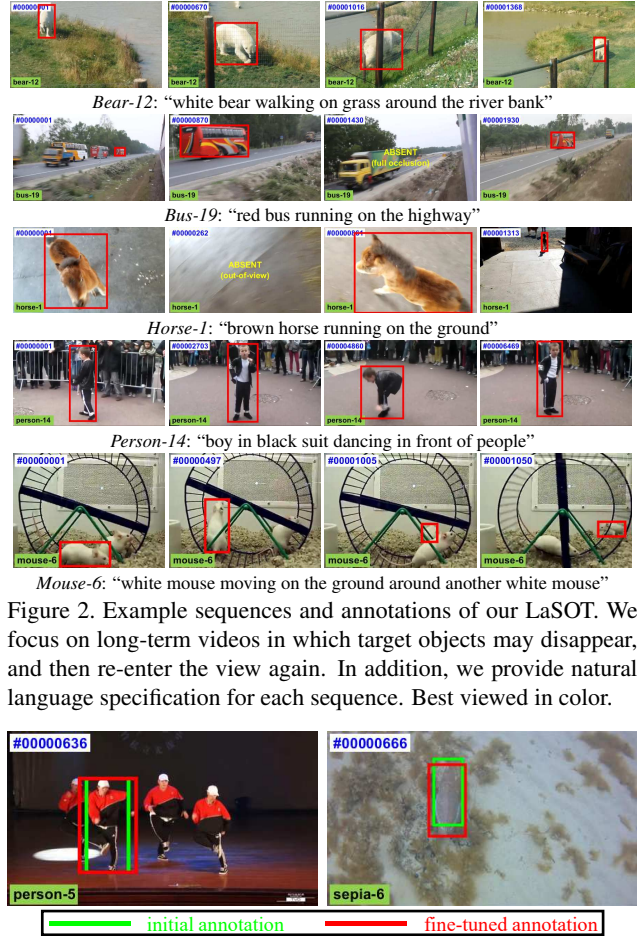 #00000001 #00000670 #00001016 #00001368
bear-12 bear-12 bear-12 bear-12
Bear-12: “white bear walking on grass around the river bank”
#00000001 #00000870 #00001430 #00001930
ABSENT
(full occlusion)
bus-19 bus-19 bus-19 bus-19
Bus-19: “red bus running on the highway”
#00000001 #00000262 #00000861 #00001313
ABSENT
(out-of-view)
horse-1 horse-1 horse-1 horse-1
Horse-1: “brown horse running on the ground”
#00000001 #00002703 #00004860 #00006469
person-14 person-14 person-14 person-14
Person-14: “boy in black suit dancing in front of people”
#00000001 #00000497 #00001005 #00001050
mouse-6 mouse-6 mouse-6 mouse-6
Mouse-6: “white mouse moving on the ground around another white mouse”
Figure 2. Example sequences and annotations of our LaSOT. We
focus on long-term videos in which target objects may disappear,
and then re-enter the view again. In addition, we provide natural
language specification for each sequence. Best viewed in color.
#00000636 #00000666
person-5 sepia-6
initial annotation fine-tuned annotation